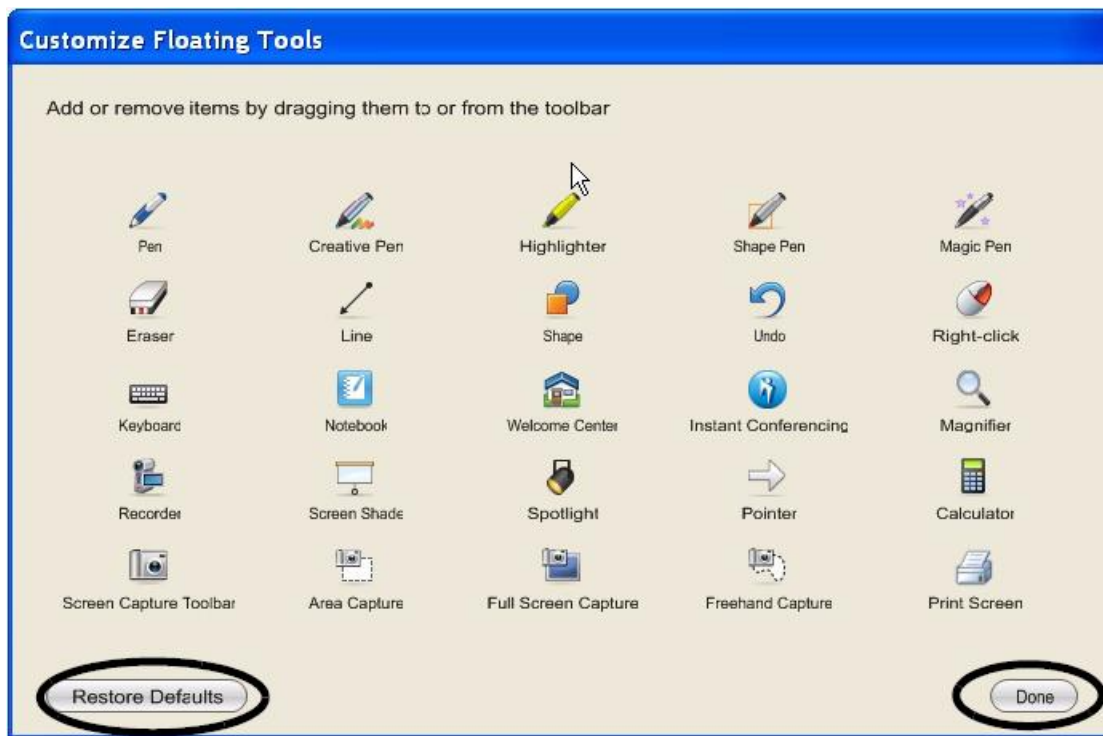 Customize Floating Tools
Add or remove items by dragging them to or from the toolbar
Pen Creative Pen Highlighter Shape Pen Magic Pen
Eraser Line Shape Undo Right-click
Keyboard Notebook Welcome Center Instant Conferencing Magnifier
Recorder Screen Shade Spotlight Pointer Calculator
Screen Capture Toolbar Area Capture Full Screen Capture Freehand Capture Print Screen
Restore Defaults Done